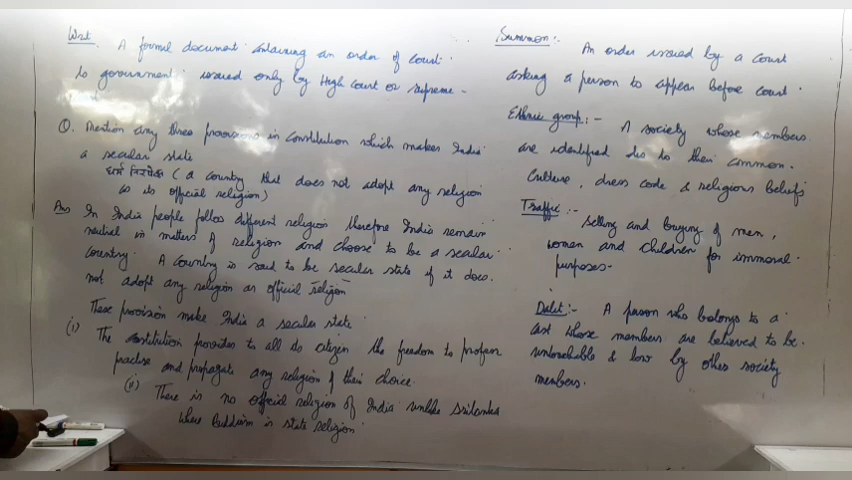 Writ. A formal document containing an order of court
to government issued only by High court or supreme -
Q. Mention any three provisions in Constitution which makes India
a secular state
धर्म निरपेक्ष ( a country that does not adopt any religion
as its official religion)
Ans In India people follow different religion therefore India remain
neutral in matters of religion and choose to be a secular
country. A country is said to be secular state if it does.
not adopt any religion as official religion
These provision make India a secular state.
(i) The constitution provides to all its citizen the freedom to profess
practise and propagate any religion of their choice.
(ii) There is no official religion of India unlike srilanka
where Buddism is state religion
Summon :- An order issued by a court
asking a person to appear before court.
Ethnic group :- A society whose members.
are identified due to their common.
Culture, dress code & religious beliefs
Traffic :- selling and buying of men,
women and children for immoral.
purposes-
Dalit :- A person who belongs to a
cast whose members are believed to be.
untouchable & low by other society
members.